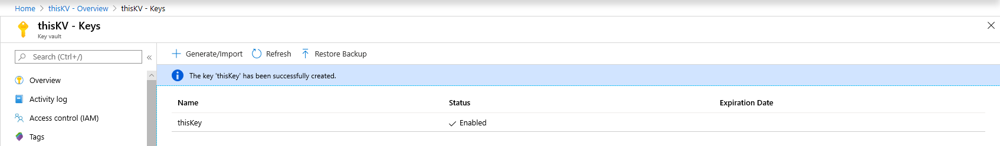 Home > thisKV - Overview > thisKV - Keys
thisKV - Keys
Key vault
Search (Ctrl+/)
«
Generate/Import Refresh Restore Backup
The key 'thisKey' has been successfully created.
Overview
Activity log
Access control (IAM)
Tags
Name Status Expiration Date
thisKey Enabled